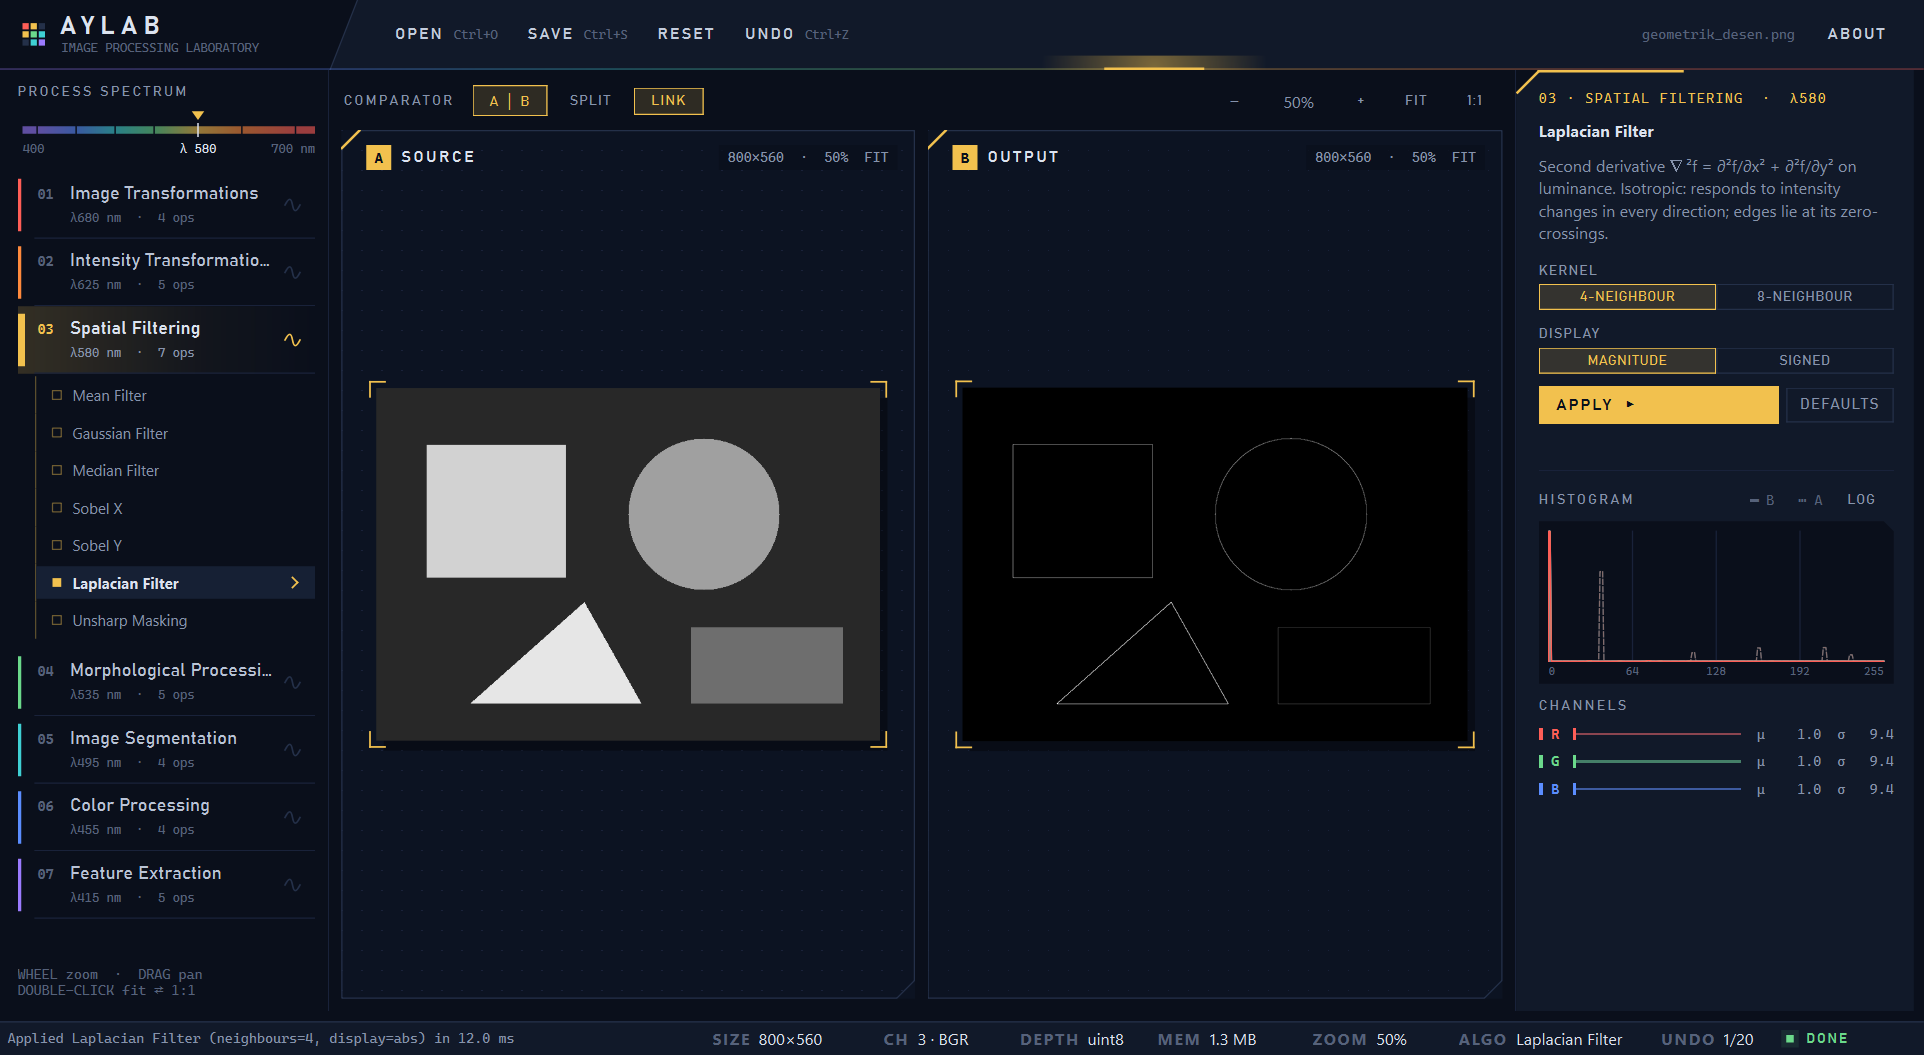 AYLAB
IMAGE PROCESSING LABORATORY
OPEN Ctrl+O SAVE Ctrl+S RESET UNDO Ctrl+Z
geometrik_desen.png ABOUT
PROCESS SPECTRUM
400 λ 580 700 nm
01 Image Transformations
λ680 nm · 4 ops
02 Intensity Transformatio…
λ625 nm · 5 ops
03 Spatial Filtering
λ580 nm · 7 ops
Mean Filter
Gaussian Filter
Median Filter
Sobel X
Sobel Y
Laplacian Filter
Unsharp Masking
04 Morphological Processi…
λ535 nm · 5 ops
05 Image Segmentation
λ495 nm · 4 ops
06 Color Processing
λ455 nm · 4 ops
07 Feature Extraction
λ415 nm · 5 ops
WHEEL zoom · DRAG pan
DOUBLE-CLICK fit ⇄ 1:1
COMPARATOR A | B SPLIT LINK
– 50% + FIT 1:1
A SOURCE 800×560 · 50% FIT
B OUTPUT 800×560 · 50% FIT
03 · SPATIAL FILTERING · λ580
Laplacian Filter
Second derivative ∇²f = ∂²f/∂x² + ∂²f/∂y² on
luminance. Isotropic: responds to intensity
changes in every direction; edges lie at its zero-
crossings.
KERNEL
4-NEIGHBOUR 8-NEIGHBOUR
DISPLAY
MAGNITUDE SIGNED
APPLY ▸ DEFAULTS
HISTOGRAM B A LOG
0 64 128 192 255
CHANNELS
R μ 1.0 σ 9.4
G μ 1.0 σ 9.4
B μ 1.0 σ 9.4
Applied Laplacian Filter (neighbours=4, display=abs) in 12.0 ms
SIZE 800×560 CH 3 · BGR DEPTH uint8 MEM 1.3 MB ZOOM 50% ALGO Laplacian Filter UNDO 1/20 DONE